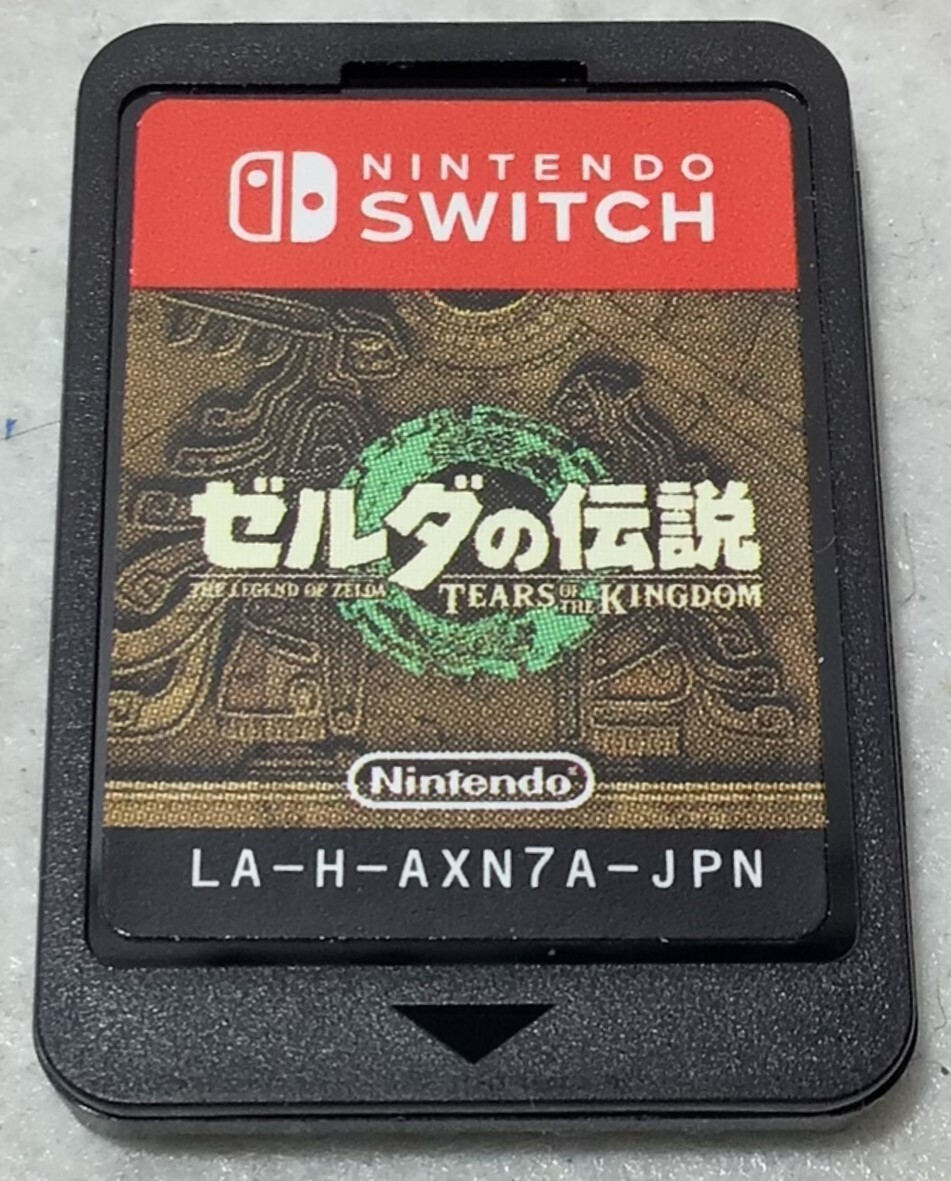 NINTENDO
SWITCH
ゼルダの伝説
THE LEGEND OF ZELDA TEARS OF THE KINGDOM
Nintendo®
LA-H-AXN7A-JPN